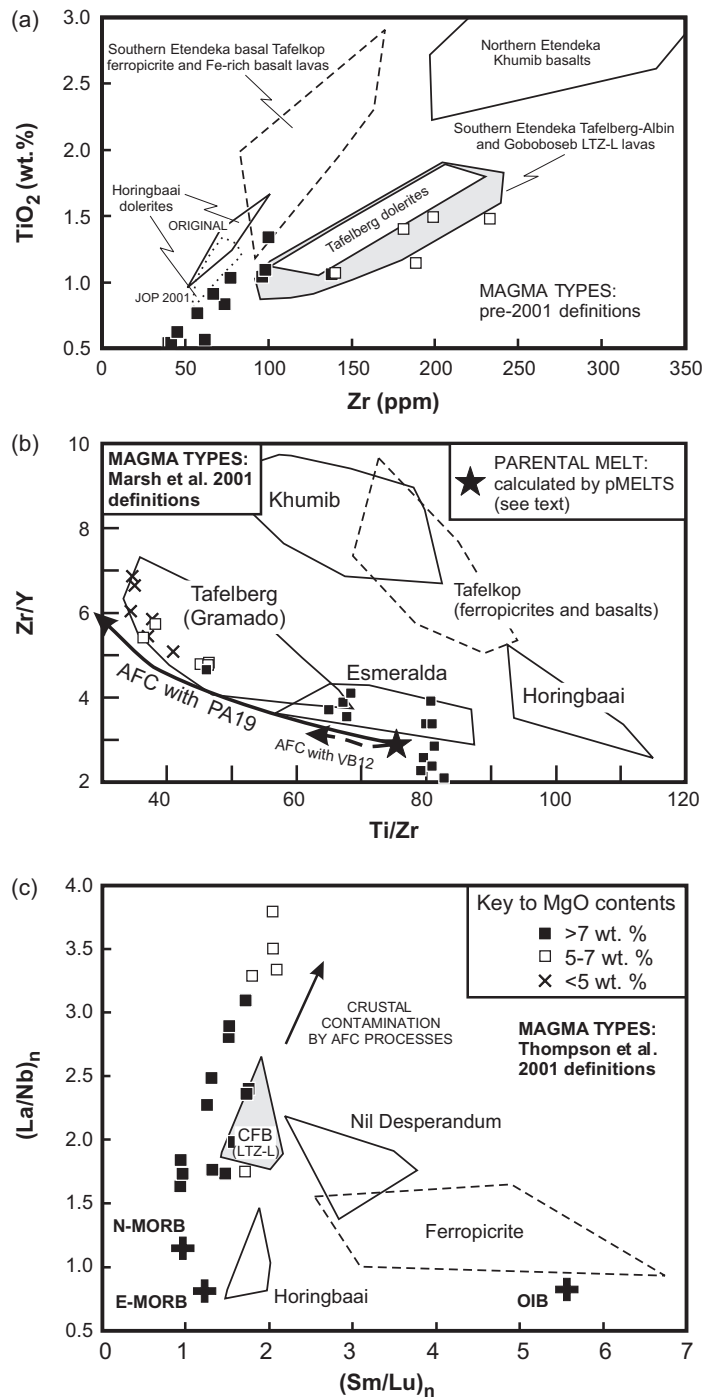 (a)
3.0
2.5
2.0
1.5
1.0
0.5
TiO2 (wt.%)
Southern Etendeka basal Tafelkop
ferropicrite and Fe-rich basalt lavas
Northern Etendeka
Khumib basalts
Southern Etendeka Tafelberg-Albin
and Goboboseb LTZ-L lavas
Horingbaai
dolerites
ORIGINAL
JOP 2001
Tafelberg dolerites
MAGMA TYPES:
pre-2001 definitions
0 50 100 150 200 250 300 350
Zr (ppm)
(b)
10
8
6
4
2
Zr/Y
MAGMA TYPES:
Marsh et al. 2001
definitions
PARENTAL MELT:
calculated by pMELTS
(see text)
Khumib
Tafelberg
(Gramado)
Tafelkop
(ferropicrites and basalts)
Esmeralda
Horingbaai
AFC with PA19
AFC with VB12
40 60 80 100 120
Ti/Zr
(c)
4.0
3.5
3.0
2.5
2.0
1.5
1.0
0.5
(La/Nb)n
Key to MgO contents
>7 wt. %
5-7 wt. %
<5 wt. %
CRUSTAL
CONTAMINATION
BY AFC PROCESSES
MAGMA TYPES:
Thompson et al.
2001 definitions
CFB
(LTZ-L)
Nil Desperandum
Ferropicrite
N-MORB
E-MORB
Horingbaai
OIB
0 1 2 3 4 5 6 7
(Sm/Lu)n